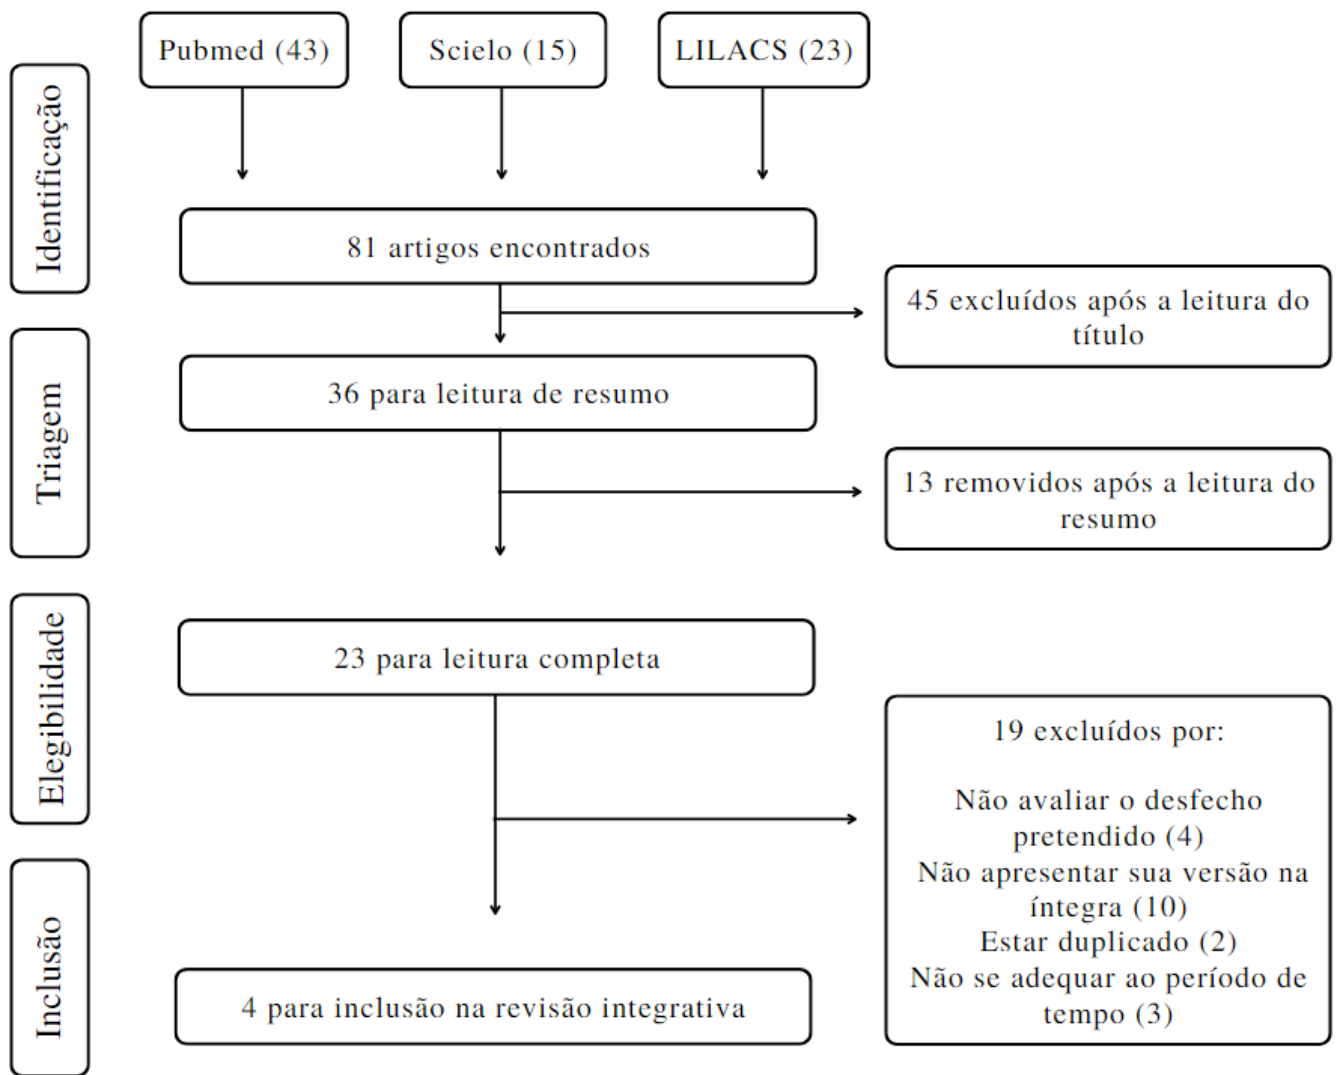 Pubmed (43)
Scielo (15)
LILACS (23)
Identificação
81 artigos encontrados
45 excluídos após a leitura do
título
Triagem
36 para leitura de resumo
13 removidos após a leitura do
resumo
Elegibilidade
23 para leitura completa
19 excluídos por:
Não avaliar o desfecho
pretendido (4)
Não apresentar sua versão na
íntegra (10)
Estar duplicado (2)
Não se adequar ao período de
tempo (3)
Inclusão
4 para inclusão na revisão integrativa